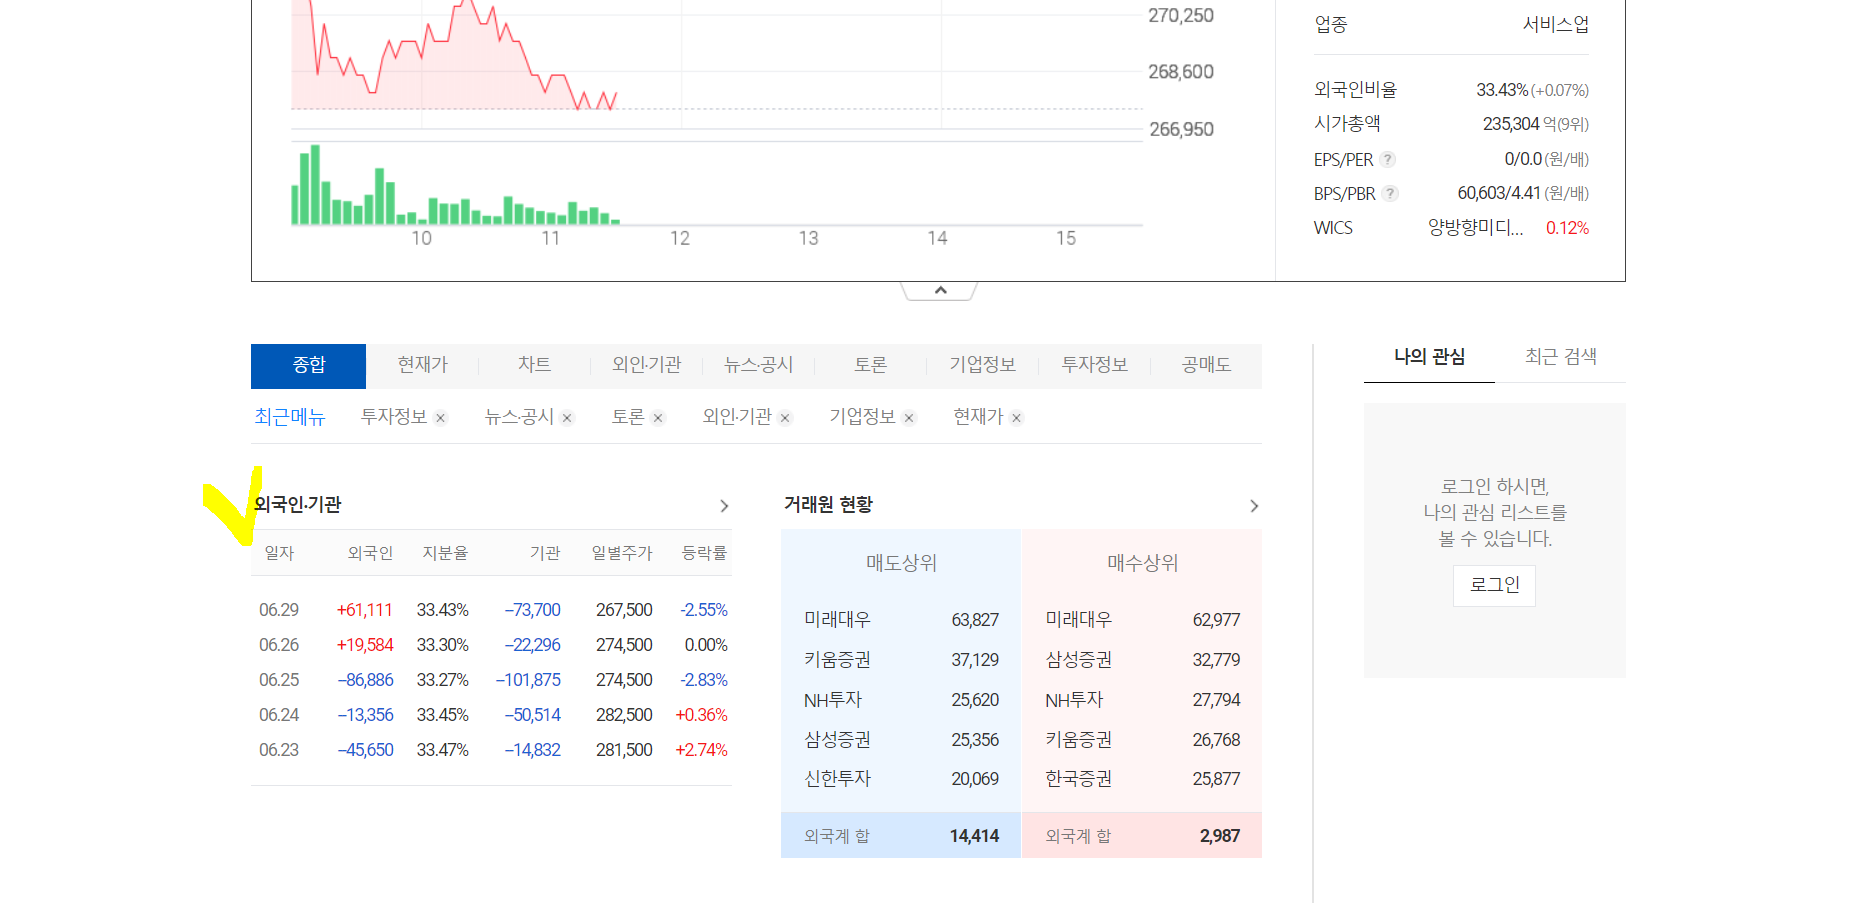 270,250
268,600
266,950
10 11 12 13 14 15
업종 서비스업
외국인비율 33.43%(+0.07%)
시가총액 235,304 억(9위)
EPS/PER ? 0/0.0 (원/배)
BPS/PBR ? 60,603/4.41 (원/배)
WICS 양방향미디... 0.12%
종합 현재가 차트 외인·기관 뉴스·공시 토론 기업정보 투자정보 공매도
최근메뉴 투자정보 × 뉴스·공시 × 토론 × 외인·기관 × 기업정보 × 현재가 ×
외국인·기관
일자 외국인 지분율 기관 일별주가 등락률
06.29 +61,111 33.43% −73,700 267,500 -2.55%
06.26 +19,584 33.30% −22,296 274,500 0.00%
06.25 −86,886 33.27% −101,875 274,500 -2.83%
06.24 −13,356 33.45% −50,514 282,500 +0.36%
06.23 −45,650 33.47% −14,832 281,500 +2.74%
거래원 현황
매도상위 매수상위
미래대우 63,827 미래대우 62,977
키움증권 37,129 삼성증권 32,779
NH투자 25,620 NH투자 27,794
삼성증권 25,356 키움증권 26,768
신한투자 20,069 한국증권 25,877
외국계 합 14,414 외국계 합 2,987
나의 관심 최근 검색
로그인 하시면,
나의 관심 리스트를
볼 수 있습니다.
로그인